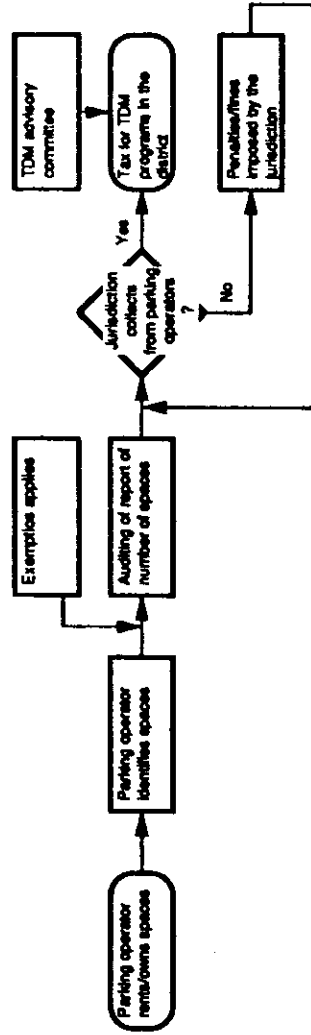 Parking operator
rents/owns spaces
Parking operator
identifies spaces
Exemptios applies
Auditing of report of
number of spaces
Jurisdiction
collects
from parking
operators
?
Yes
No
TDM advisory
committee
Tax for TDM
programs in the
district
Penalties/fines
imposed by the
jurisdiction